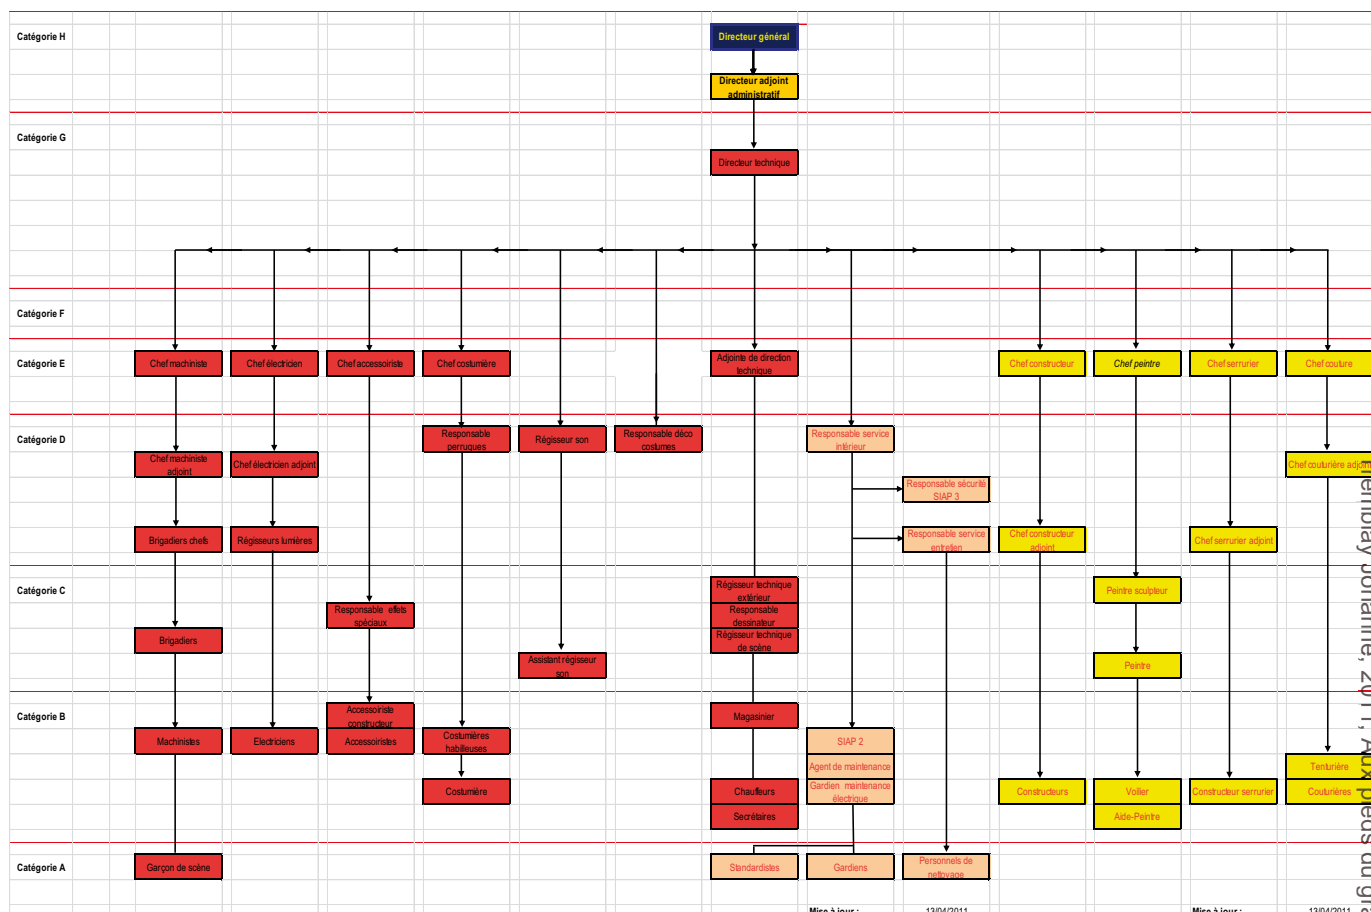 Catégorie H
Directeur général
Directeur adjoint
administratif
Catégorie G
Directeur technique
Catégorie F
Catégorie E
Chef machiniste
Chef électricien
Chef accessoiriste
Chef costumière
Adjointe de direction
technique
Chef constructeur
Chef peintre
Chef serrurier
Chef couture
Catégorie D
Responsable
perruques
Régisseur son
Responsable déco
costumes
Responsable service
intérieur
Chef machiniste
adjoint
Chef électricien adjoint
Chef couturière adjointe
Responsable sécurité
SIAP 3
Brigadiers chefs
Régisseurs lumières
Responsable service
entretien
Chef constructeur
adjoint
Chef serrurier adjoint
Catégorie C
Régisseur technique
extérieur
Responsable
dessinateur
Régisseur technique
de scène
Peintre sculpteur
Responsable effets
spéciaux
Brigadiers
Assistant régisseur
son
Peintre
Catégorie B
Accessoiriste
constructeur
Magasinier
Machinistes
Electriciens
Accessoiristes
Costumières
habilleuses
SIAP 2
Agent de maintenance
Gardien maintenance
électrique
Tenturière
Costumière
Chauffeurs
Secrétaires
Constructeurs
Voilier
Aide-Peintre
Constructeur serrurier
Couturières
Catégorie A
Garçon de scène
Standardistes
Gardiens
Personnels de
nettoyage
Mise à jour : 13/04/2011
Mise à jour : 13/04/2011
Johanne, 2011, Aux pieds du